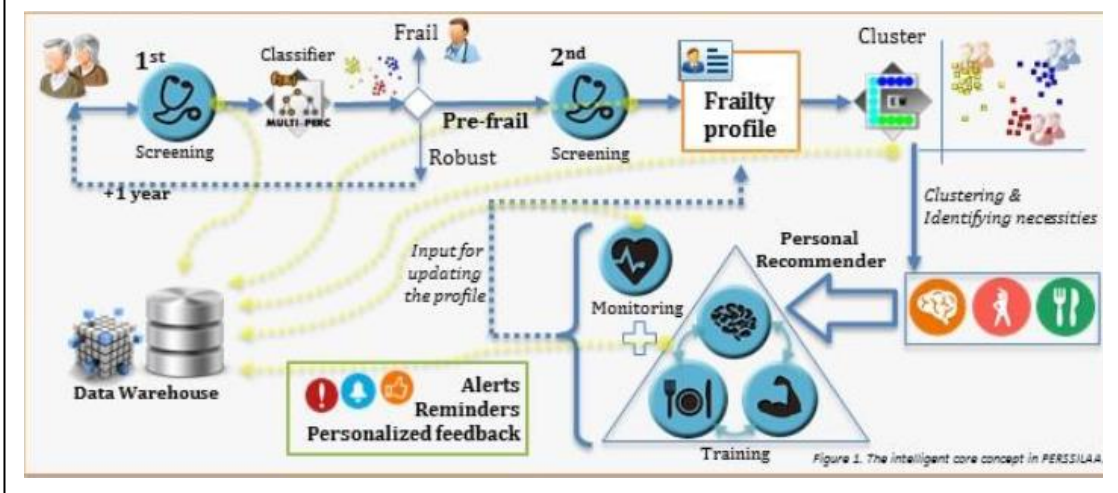 1st
Screening
Classifier
MULTI-PERC
Frail
Pre-frail
Robust
+1 year
2nd
Screening
Frailty
profile
Cluster
Clustering &
Identifying necessities
Personal
Recommender
Input for
updating
the profile
Monitoring
Data Warehouse
Alerts
Reminders
Personalized feedback
Training
Figure 1. The intelligent core concept in PERSSILAA.